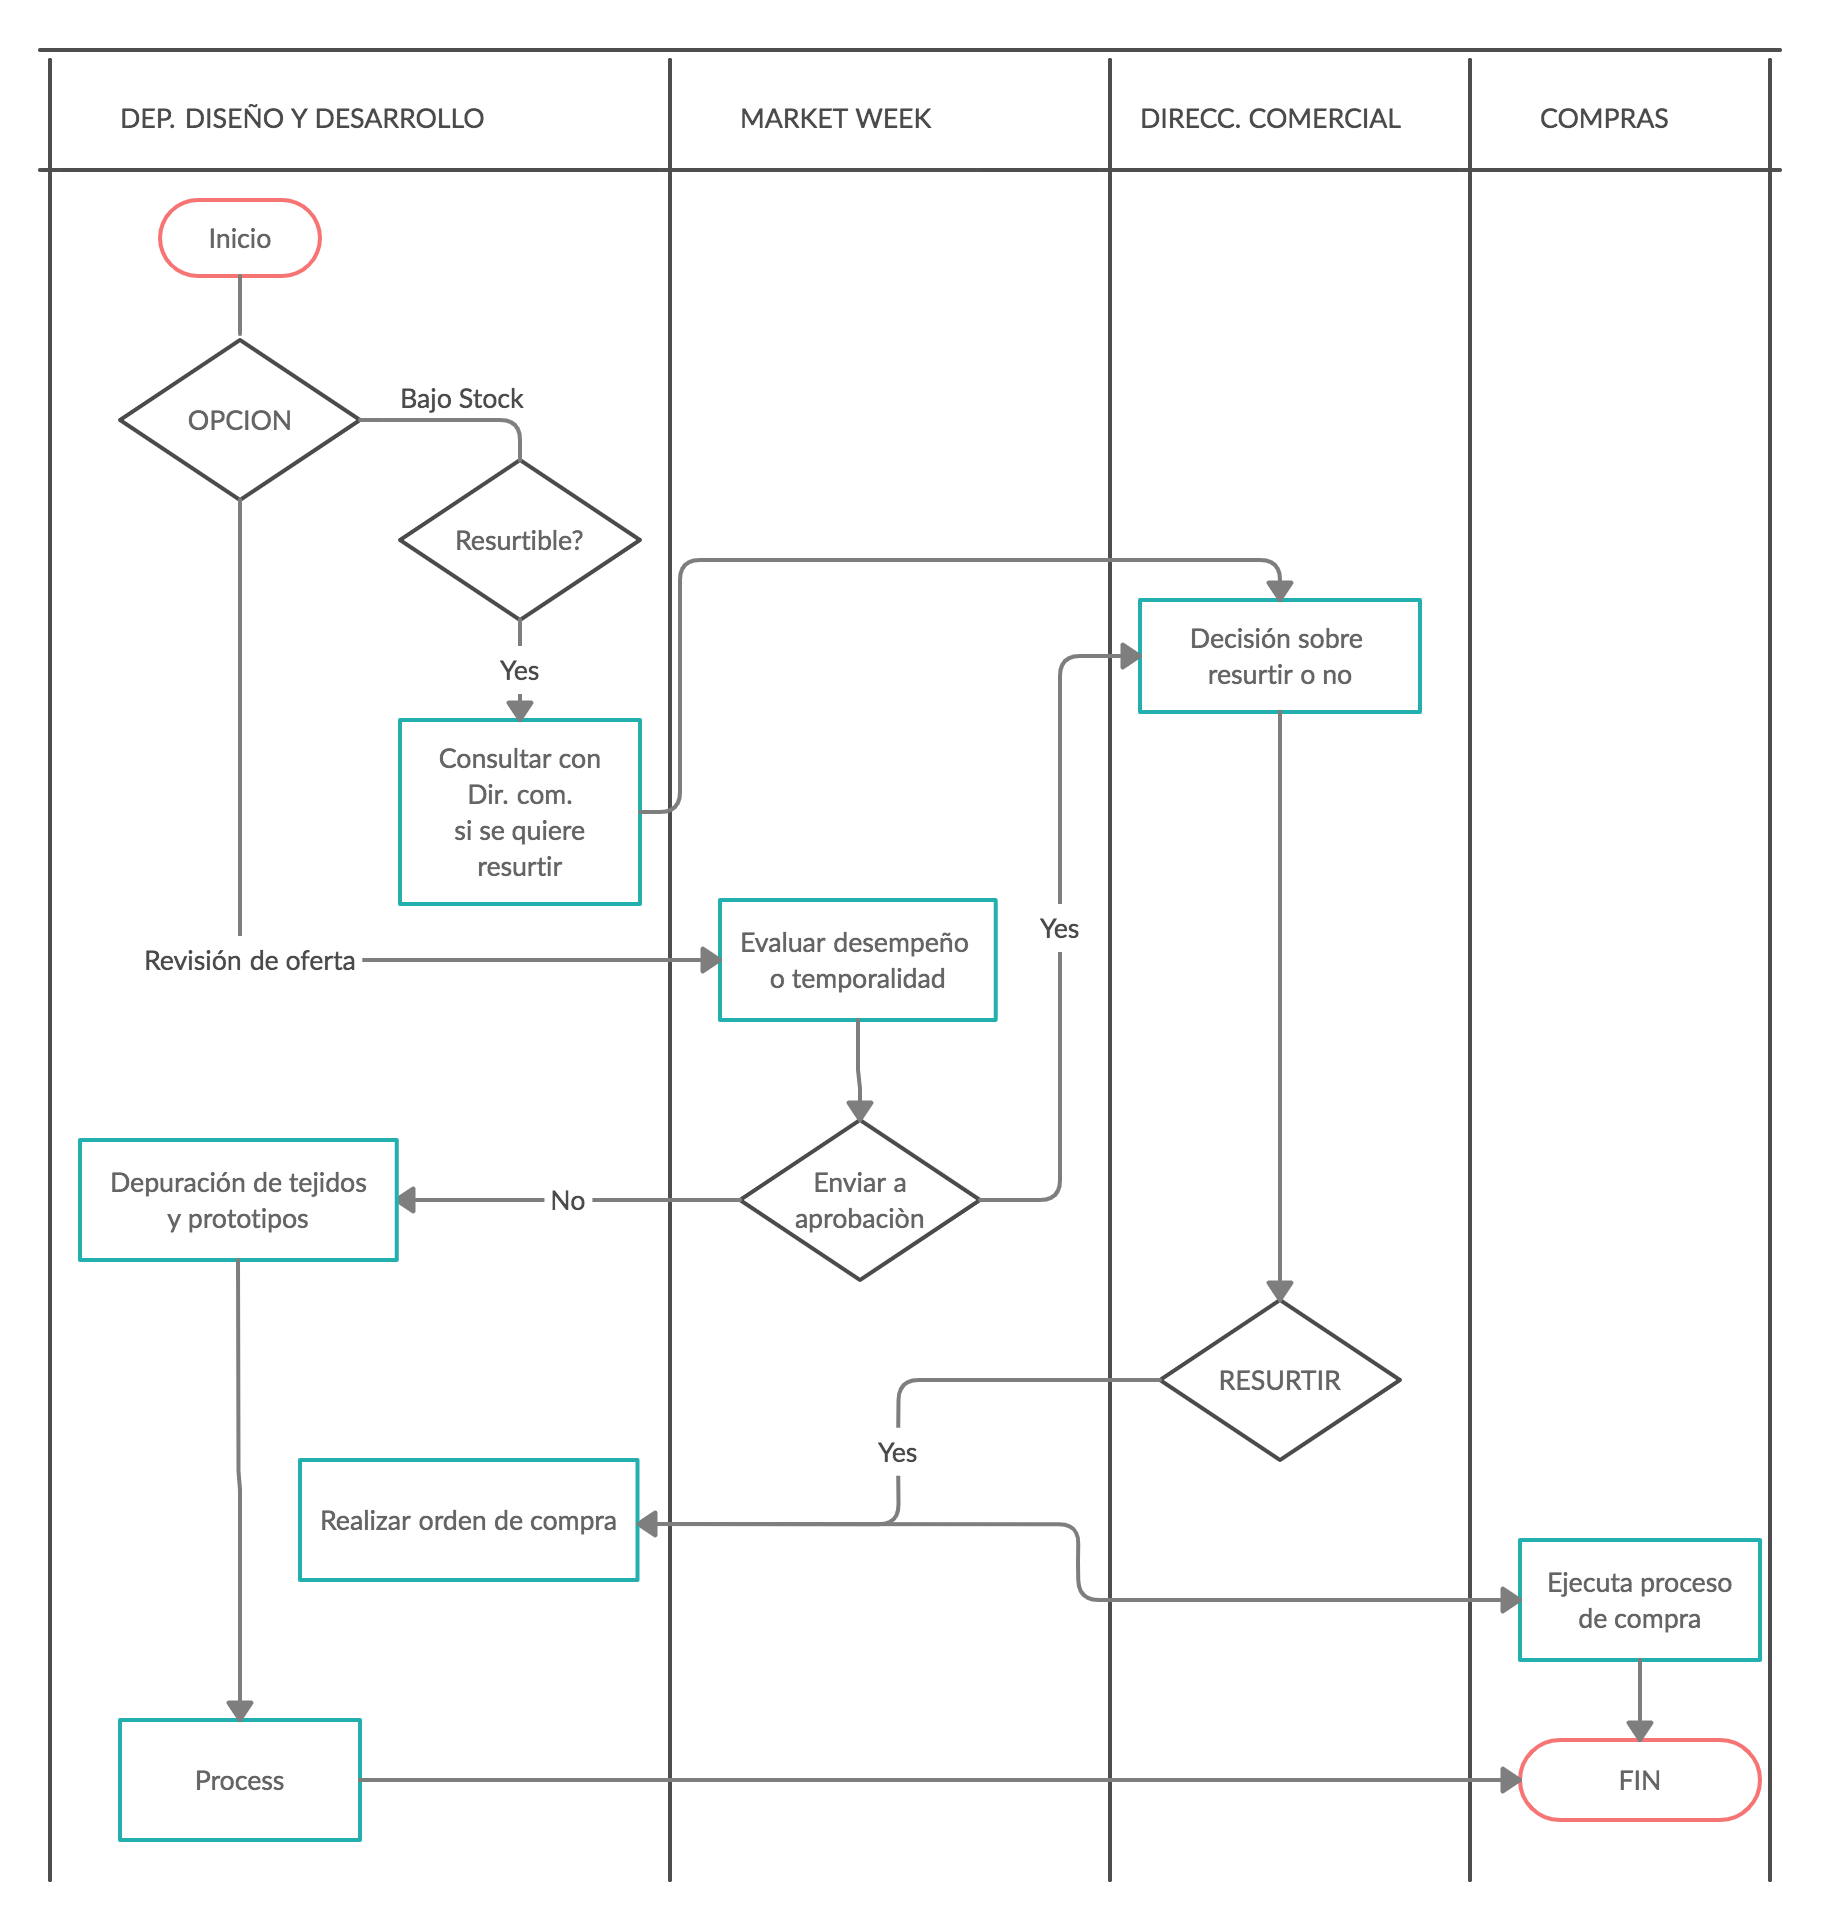 DEP. DISEÑO Y DESARROLLO
MARKET WEEK
DIRECC. COMERCIAL
COMPRAS
Inicio
OPCION
Bajo Stock
Resurtible?
Yes
Consultar con
Dir. com.
si se quiere
resurtir
Decisión sobre
resurtir o no
Revisión de oferta
Evaluar desempeño
o temporalidad
Yes
Depuración de tejidos
y prototipos
No
Enviar a
aprobaciòn
RESURTIR
Yes
Realizar orden de compra
Ejecuta proceso
de compra
Process
FIN